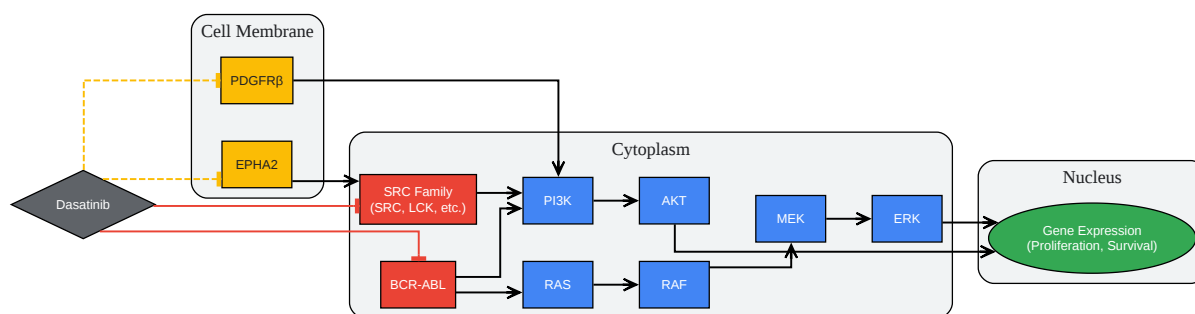 Cell Membrane
PDGFRβ
EPHA2
Dasatinib
Cytoplasm
SRC Family
(SRC, LCK, etc.)
PI3K
AKT
MEK
ERK
BCR-ABL
RAS
RAF
Nucleus
Gene Expression
(Proliferation, Survival)